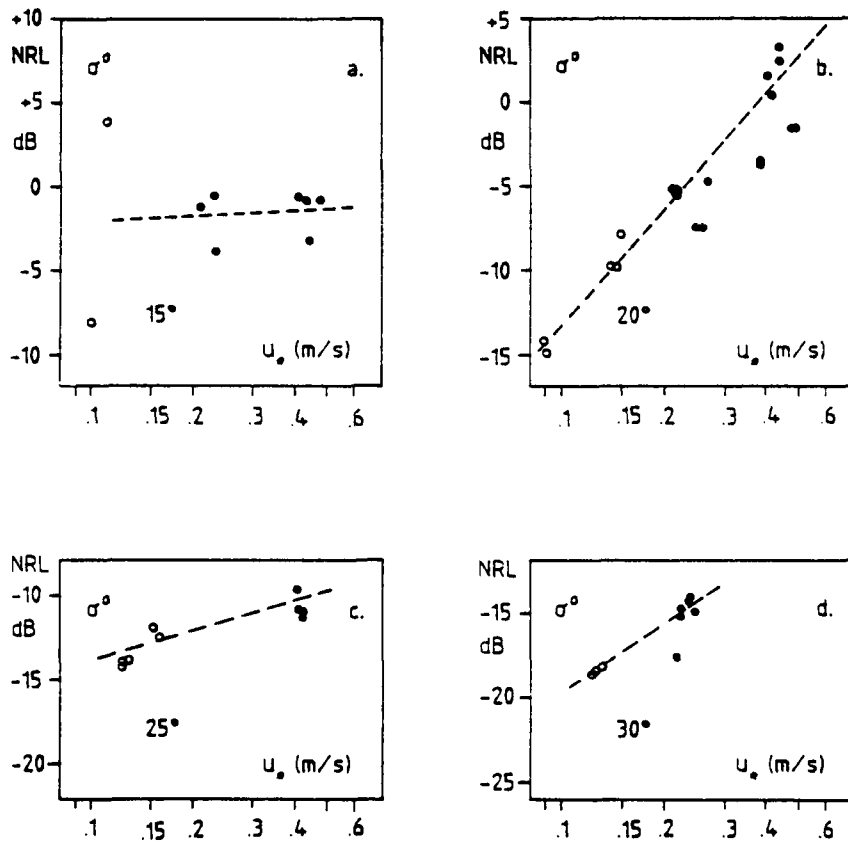 +10
NRL
σ°
a.
+5
dB
0
-5
15°
-10
u* (m/s)
.1 .15 .2 .3 .4 .6
+5
NRL
σ°
b.
0
dB
-5
-10
20°
-15
u* (m/s)
.1 .15 .2 .3 .4 .6
NRL
-10
σ°
c.
dB
-15
25°
-20
u* (m/s)
.1 .15 .2 .3 .4 .6
NRL
σ°
d.
-15
dB
-20
30°
-25
u* (m/s)
.1 .15 .2 .3 .4 .6